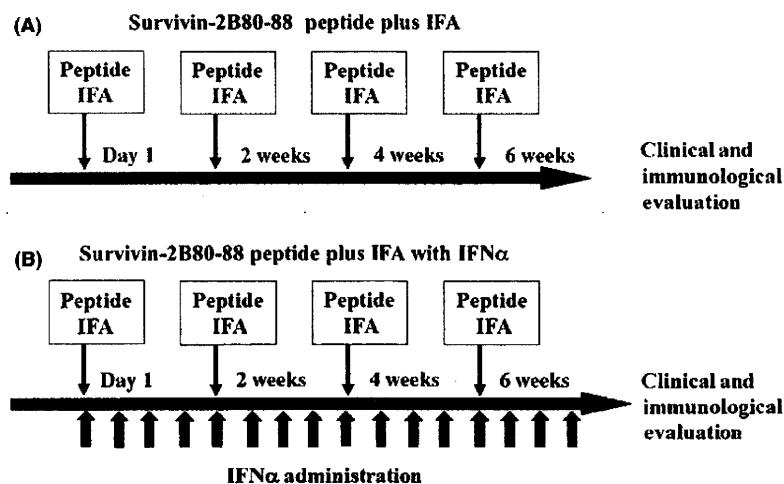 (A) Survivin-2B80-88 peptide plus IFA
Peptide IFA
Peptide IFA
Peptide IFA
Peptide IFA
Day 1
2 weeks
4 weeks
6 weeks
Clinical and
immunological
evaluation
(B) Survivin-2B80-88 peptide plus IFA with IFNα
Peptide IFA
Peptide IFA
Peptide IFA
Peptide IFA
Day 1
2 weeks
4 weeks
6 weeks
Clinical and
immunological
evaluation
IFNα administration